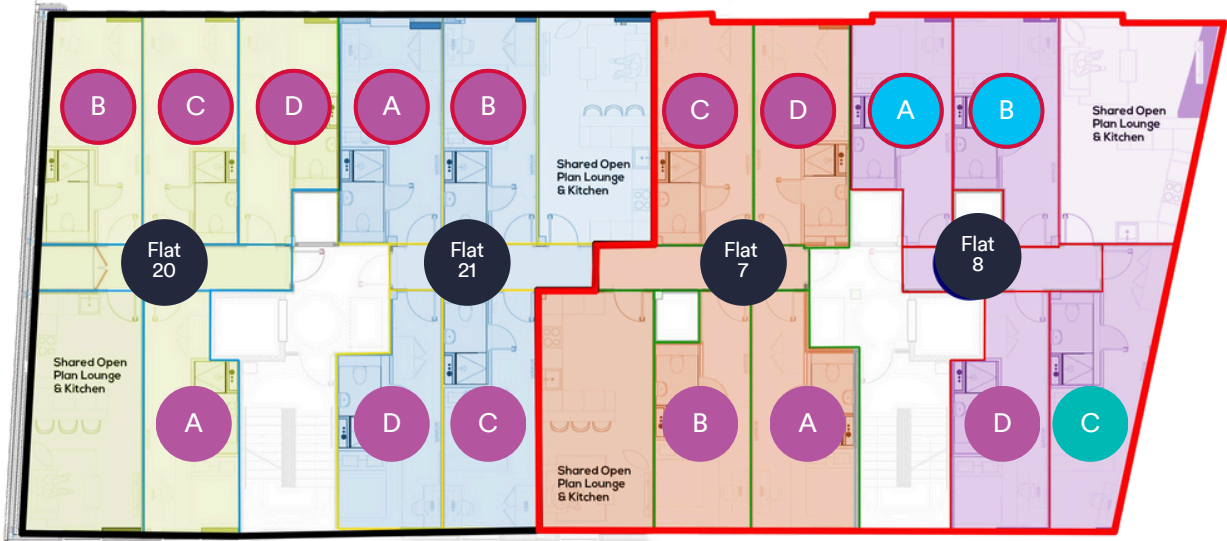 B
C
D
A
B
C
D
A
B
Shared Open
Plan Lounge
& Kitchen
Shared Open
Plan Lounge
& Kitchen
Flat
20
Flat
21
Flat
7
Flat
8
Shared Open
Plan Lounge
& Kitchen
A
D
C
B
A
D
C
Shared Open
Plan Lounge
& Kitchen